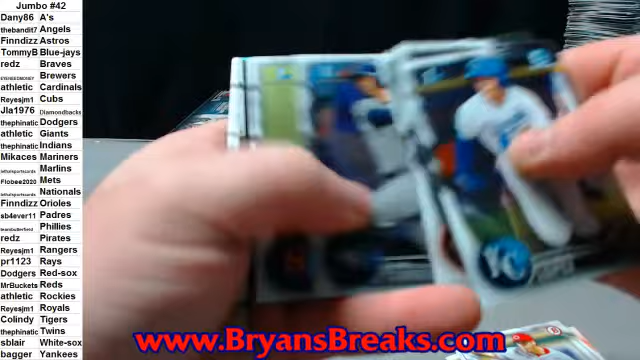 Jumbo #42
Dany86 A's
thebandit7 Angels
Finndizz Astros
TommyB Blue-jays
redz Braves
Brewers
athletic Cardinals
Reyesjm1 Cubs
Jla1976 Diamondbacks
thephinatic Dodgers
athletic Giants
thephinatic Indians
Mikaces Mariners
Marlins
Flobee2020 Mets
Nationals
Finndizz Orioles
sb4ever11 Padres
Phillies
redz Pirates
Reyesjm1 Rangers
pr1123 Rays
Dodgers Red-sox
MrBuckets Reds
athletic Rockies
Reyesjm1 Royals
Colindy Tigers
thephinatic Twins
sblair White-sox
bagger Yankees
KC
www.BryansBreaks.com